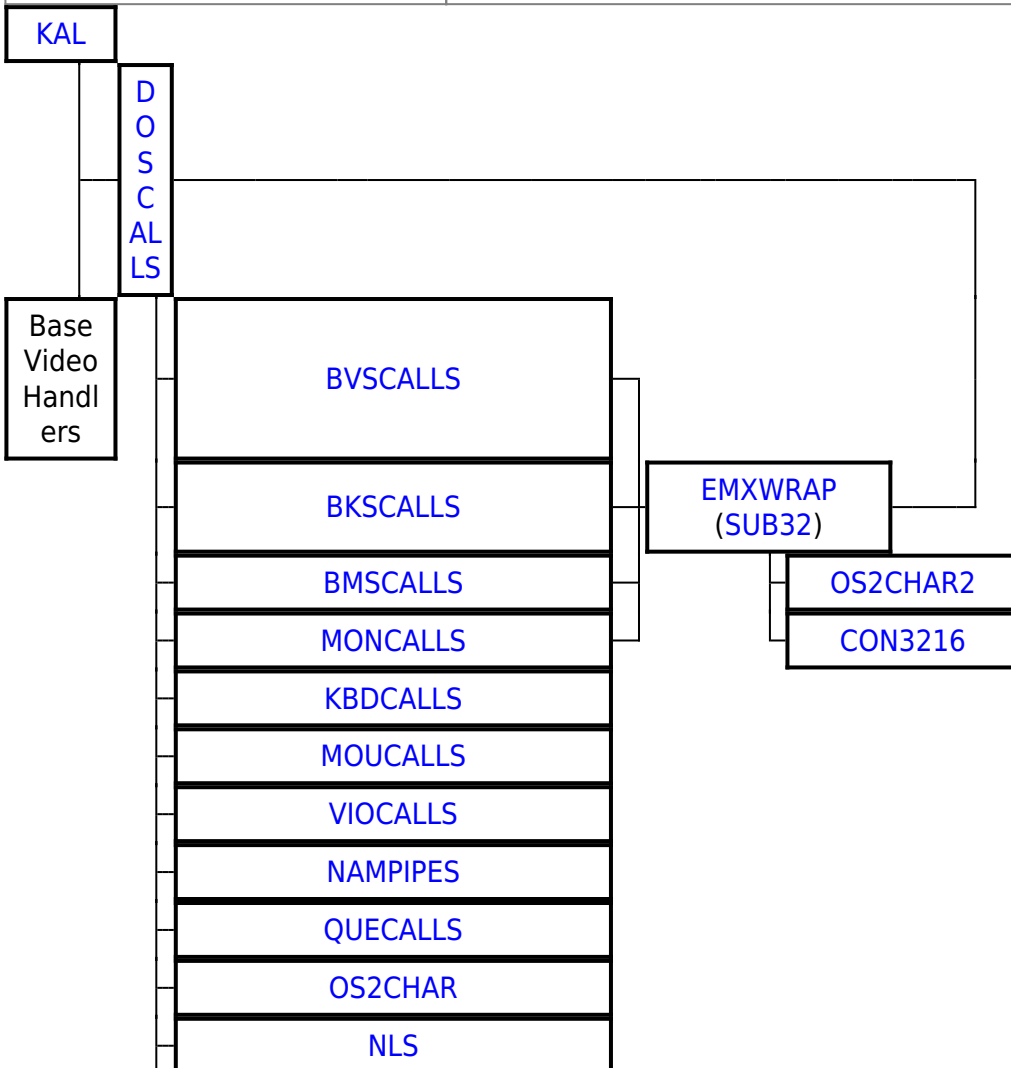 KAL
D
O
S
C
AL
LS
Base
Video
Handl
ers
BVSCALLS
BKSCALLS
EMXWRAP
(SUB32)
BMSCALLS
OS2CHAR2
MONCALLS
CON3216
KBDCALLS
MOUCALLS
VIOCALLS
NAMPIPES
QUECALLS
OS2CHAR
NLS